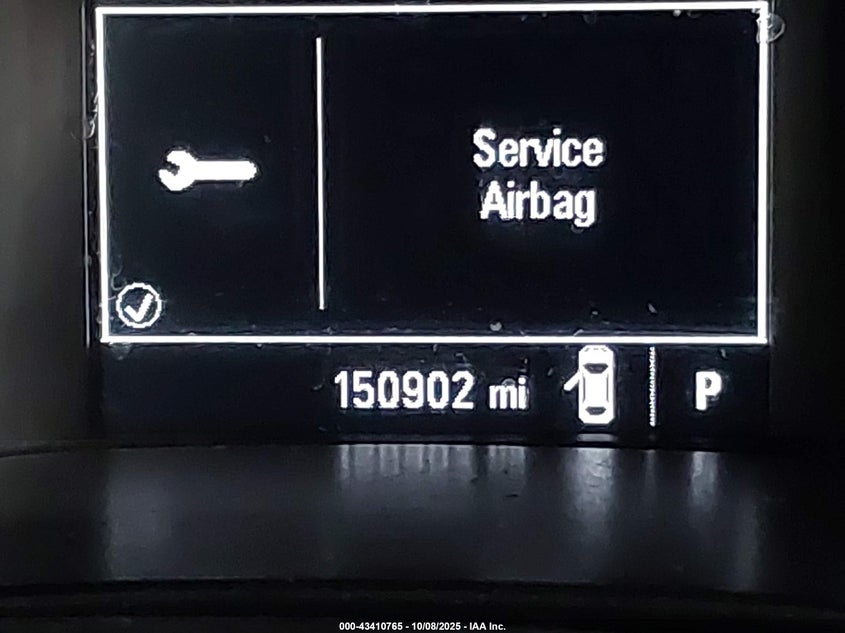 Service
Airbag
150902 mi
P
000-43410765 - 10/08/2025 - IAA Inc.